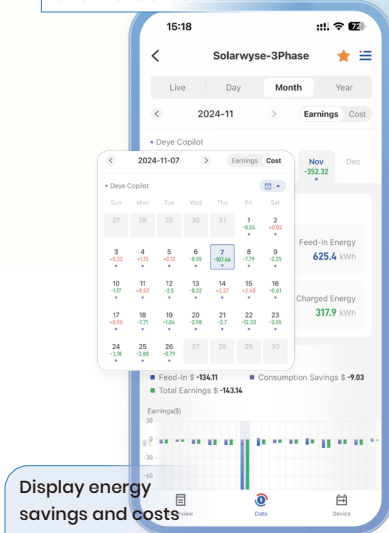 15:18
72
Solarwyse-3Phase
Live Day Month Year
2024-11
Earnings Cost
Deye Copilot
Nov Dec
-352.32
2024-11-07
Earnings Cost
Deye Copilot
Sun Mon Tue Wed Thu Fri Sat
27 28 29 30 31 1 2
-0.55 +0.02
3 4 5 6 7 8 9
+0.32 +1.15 +0.12 -0.55 -107.46 -7.79 -2.25
10 11 12 13 14 15 16
-1.17 +0.02 -2.5 -0.22 +2.27 +2.48 -0.61
17 18 19 20 21 22 23
+0.95 -7.71 -1.04 -2.98 -2.7 -12.33 -3.55
24 25 26 27 28 29 30
-3.18 -3.88 -0.79
Feed-In Energy
625.4 kWh
Charged Energy
317.9 kWh
Feed-In $ -134.11 Consumption Savings $ -9.03
Total Earnings $ -143.14
Earnings($)
30
0
-30
-60
Display energy
savings and costs
Data Device